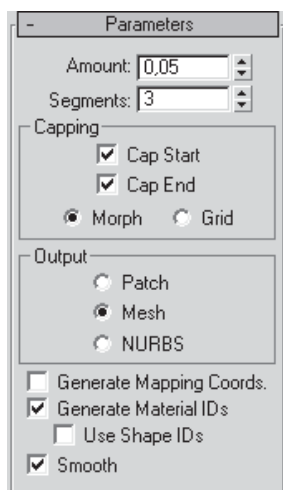 - Parameters
Amount: 0,05
Segments: 3
Capping
Cap Start
Cap End
Morph Grid
Output
Patch
Mesh
NURBS
Generate Mapping Coords.
Generate Material IDs
Use Shape IDs
Smooth